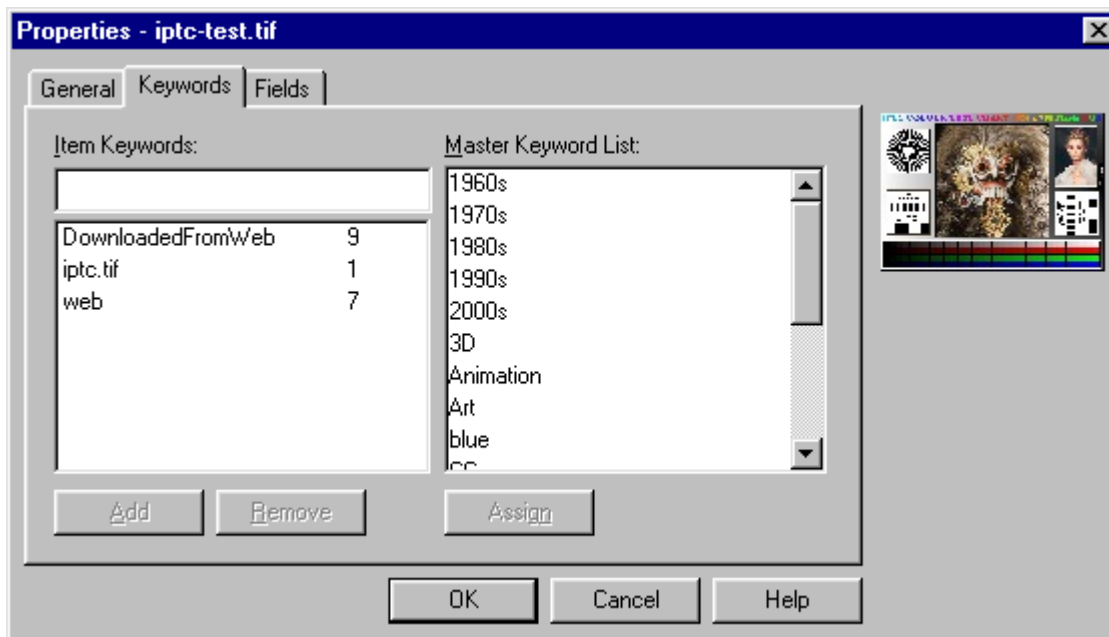 Properties - iptc-test.tif
General Keywords Fields
Item Keywords:
DownloadedFromWeb 9
iptc.tif 1
web 7
Add Remove
Master Keyword List:
1960s
1970s
1980s
1990s
2000s
3D
Animation
Art
blue
Assign
OK Cancel Help